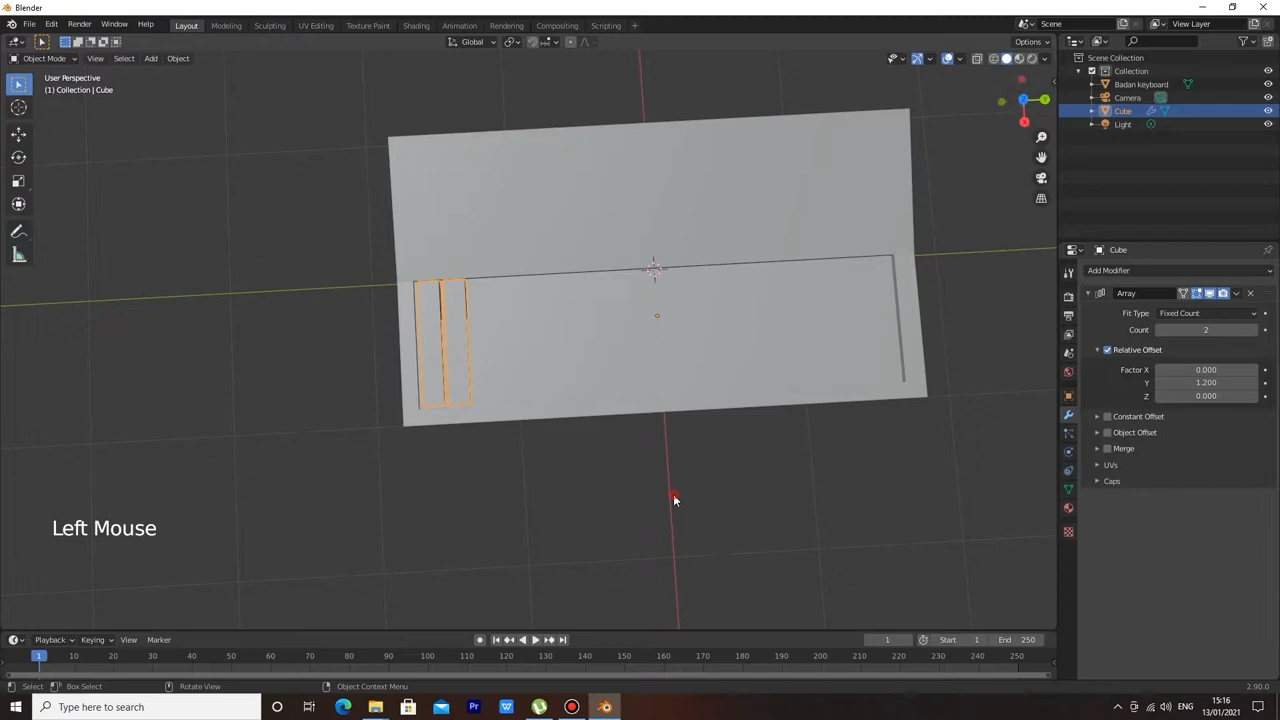 Blender
File Edit Render Window Help Layout Modeling Sculpting UV Editing Texture Paint Shading Animation Rendering Compositing Scripting + Scene View Layer
Global Options
Object Mode View Select Add Object
User Perspective
(1) Collection | Cube
Y
Z
X
Scene Collection
Collection
Badan keyboard
Camera
Cube
Light
Cube
Add Modifier
Array
Fit Type Fixed Count
Count 2
Relative Offset
Factor X 0.000
Y 1.200
Z 0.000
Constant Offset
Object Offset
Merge
UVs
Caps
Left Mouse
Playback Keying View Marker 1 Start 1 End 250
1 10 20 30 40 50 60 70 80 90 100 110 120 130 140 150 160 170 180 190 200 210 220 230 240 250
Select Box Select Rotate View Object Context Menu 2.90.0
Type here to search Pr ENG
15:16
13/01/2021